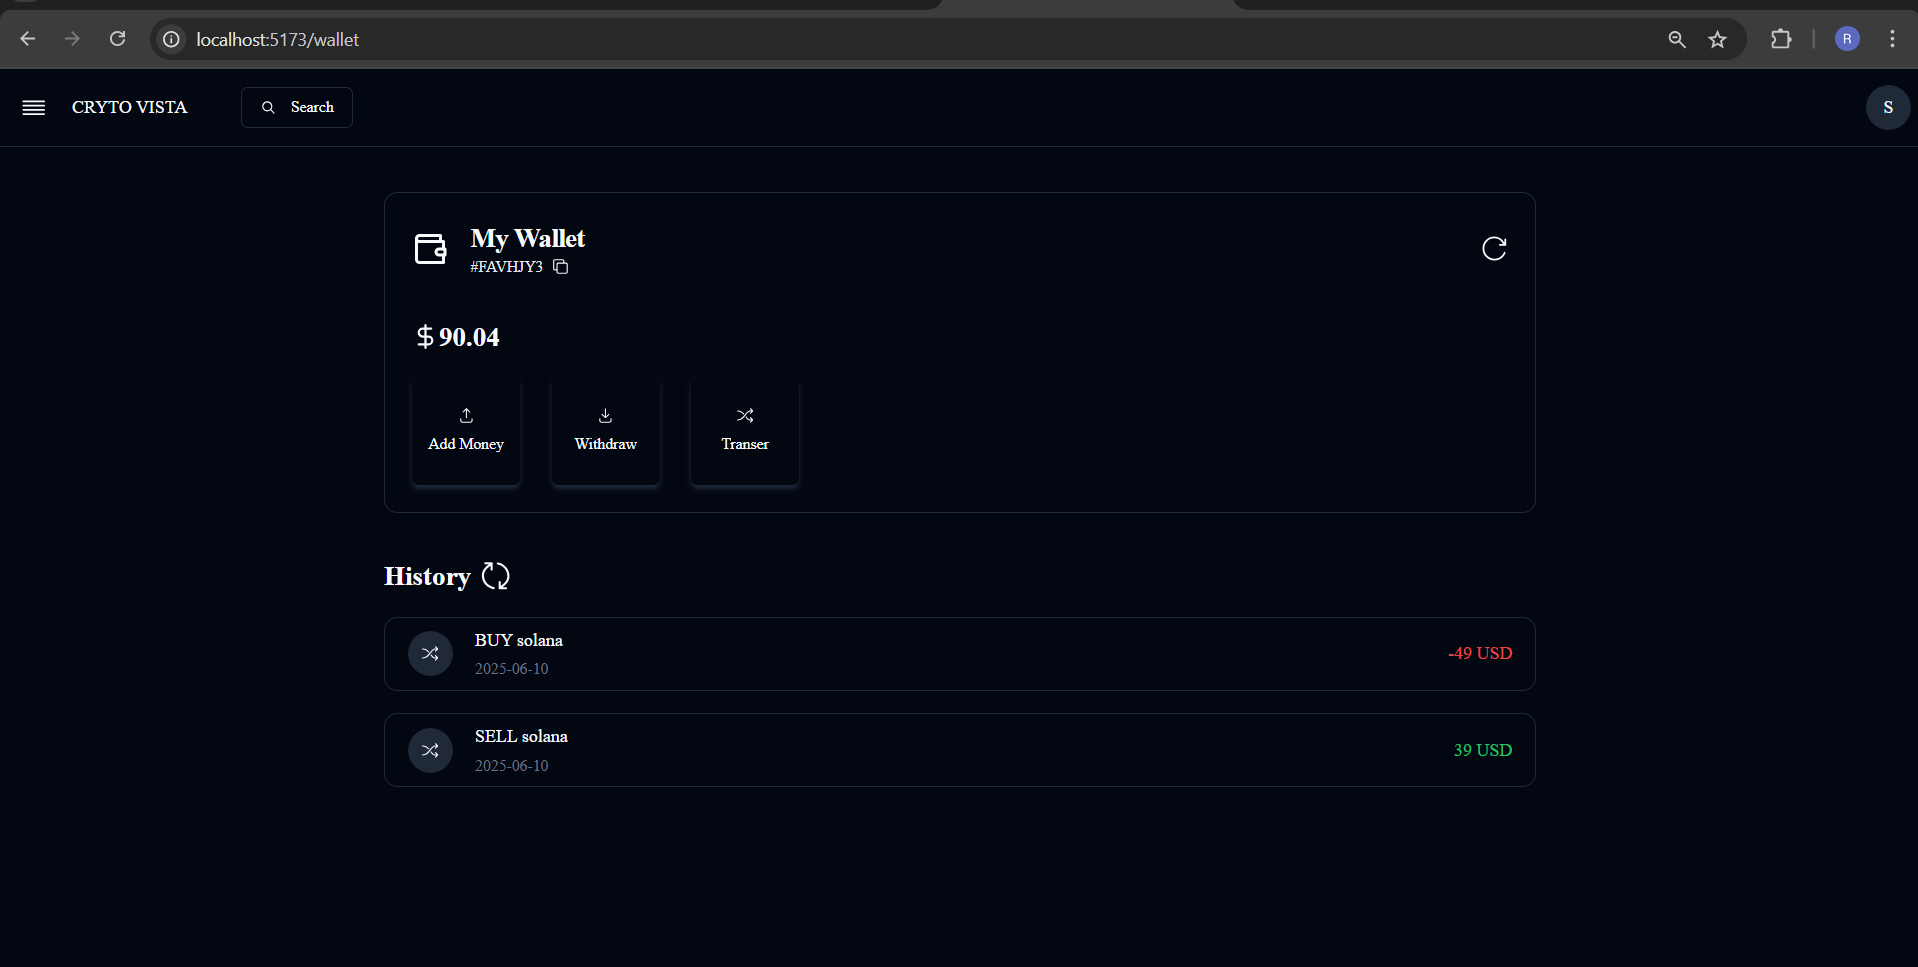 localhost:5173/wallet
R
CRYTO VISTA
Search
S
My Wallet
#FAVHJY3
$90.04
Add Money
Withdraw
Transer
History
BUY solana
2025-06-10
-49 USD
SELL solana
2025-06-10
39 USD